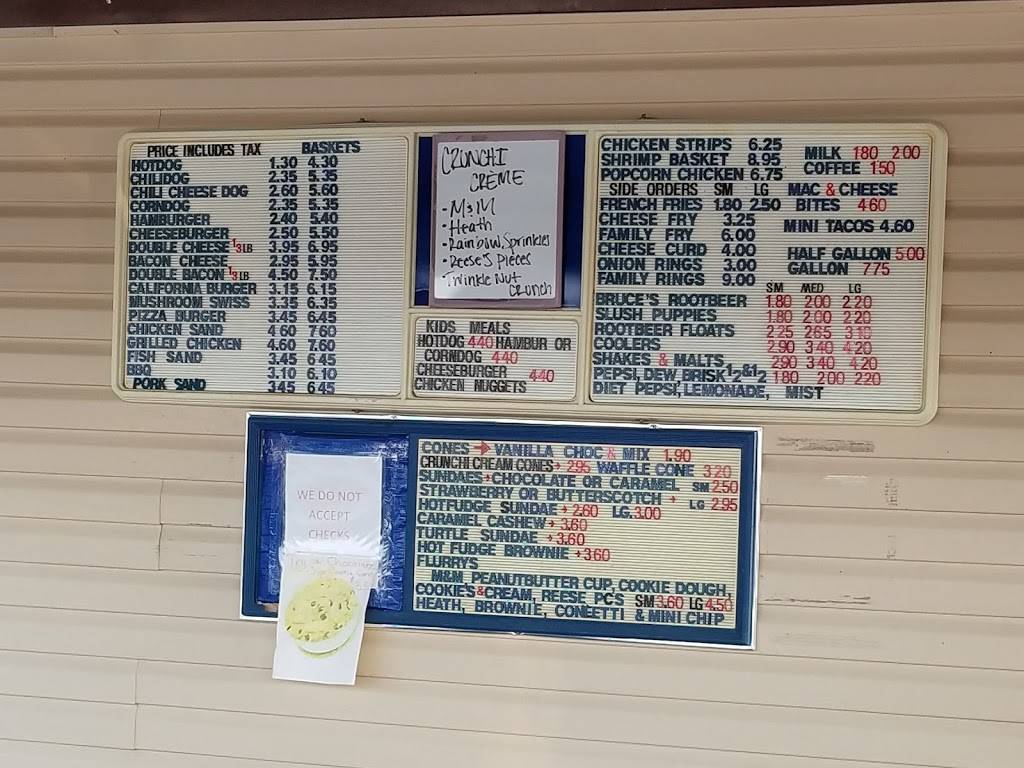 PRICE INCLUDES TAX BASKETS
HOTDOG 1.30 4.30
CHILIDOG 2.35 5.35
CHILI CHEESE DOG 2.60 5.60
CORNDOG 2.35 5.35
HAMBURGER 2.40 5.40
CHEESEBURGER 2.50 5.50
DOUBLE CHEESE 1/3 LB 3.95 6.95
BACON CHEESE 2.95 5.95
DOUBLE BACON 1/3 LB 4.50 7.50
CALIFORNIA BURGER 3.15 6.15
MUSHROOM SWISS 3.35 6.35
PIZZA BURGER 3.45 6.45
CHICKEN SAND 4 60 7.60
GRILLED CHICKEN 4.60 7.60
FISH SAND 3.45 6 45
BBQ 3.10 6.10
PORK SAND 3.45 6 45
CRUNCHI
CRÈME
- M&M
- Heath
- Rainbow, Sprinkles
- Reese's Pieces
Twinkle Nut
Crunch
KIDS MEALS
HOTDOG 4.40 HAMBUR OR
CORNDOG 4.40
CHEESEBURGER 4.40
CHICKEN NUGGETS
CHICKEN STRIPS 6.25
SHRIMP BASKET 8.95
POPCORN CHICKEN 6.75
MILK 1.80 2.00
COFFEE 1.50
SIDE ORDERS SM LG
FRENCH FRIES 1.80 2.50
CHEESE FRY 3.25
FAMILY FRY 6.00
CHEESE CURD 4.00
ONION RINGS 3.00
FAMILY RINGS 9.00
MAC & CHEESE
BITES 4.60
MINI TACOS 4.60
HALF GALLON 5.00
GALLON 7.75
SM MED LG
BRUCE'S ROOTBEER 1.80 2.00 2.20
SLUSH PUPPIES 1.80 2.00 2.20
ROOTBEER FLOATS 2.25 2.65 3.10
COOLERS 2.90 3.40 4.20
SHAKES & MALTS 2.90 3.40 4.20
PEPSI, DEW, BRISK 1.80 2.00 2.20
DIET PEPSI, LEMONADE, MIST
WE DO NOT
ACCEPT
CHECKS
CONES → VANILLA CHOC & MIX 1.90
CRUNCHI CREAM CONES → 2.95 WAFFLE CONE 3.20
SUNDAES → CHOCOLATE OR CARAMEL SM 2.50
STRAWBERRY OR BUTTERSCOTCH → LG 2.95
HOTFUDGE SUNDAE → 2.60 LG. 3.00
CARAMEL CASHEW → 3.60
TURTLE SUNDAE → 3.60
HOT FUDGE BROWNIE → 3.60
FLURRYS
M&M, PEANUTBUTTER CUP, COOKIE DOUGH,
COOKIE'S & CREAM, REESE PC'S SM 3.60 LG 4.50
HEATH, BROWNIE, CONEETTI & MINI CHIP